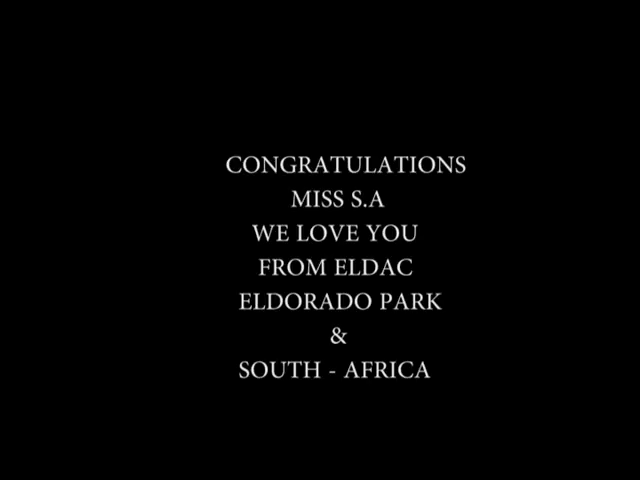 CONGRATULATIONS
MISS S.A
WE LOVE YOU
FROM ELDAC
ELDORADO PARK
&
SOUTH - AFRICA